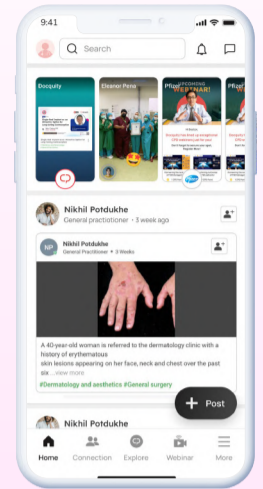 9:41
Search
Docquity
Eleanor Pena
Pfizer
UPCOMING
WEBINAR!
Pfizer
Nikhil Potdukhe
General practitioner • 3 week ago
NP
Nikhil Potdukhe
General Practitioner • 3 Weeks
A 40-year-old woman is referred to the dermatology clinic with a
history of erythematous
skin lesions appearing on her face, neck and chest over the past
six... view more
#Dermatology and aesthetics #General surgery
+ Post
Nikhil Potdukhe
Home
Connection
Explore
Webinar
More